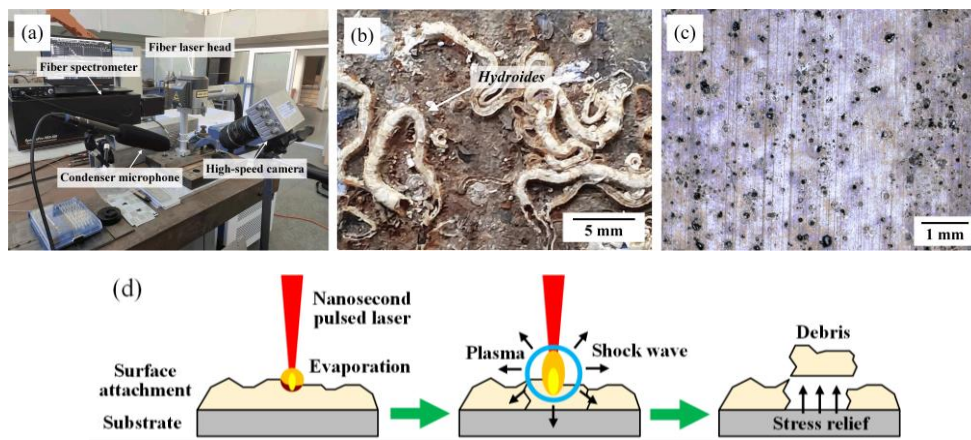 (a)
Fiber laser head
Fiber spectrometer
Condenser microphone
High-speed camera
(b)
Hydroides
5 mm
(c)
1 mm
(d)
Nanosecond
pulsed laser
Evaporation
Surface
attachment
Substrate
Plasma
Shock wave
Debris
Stress relief